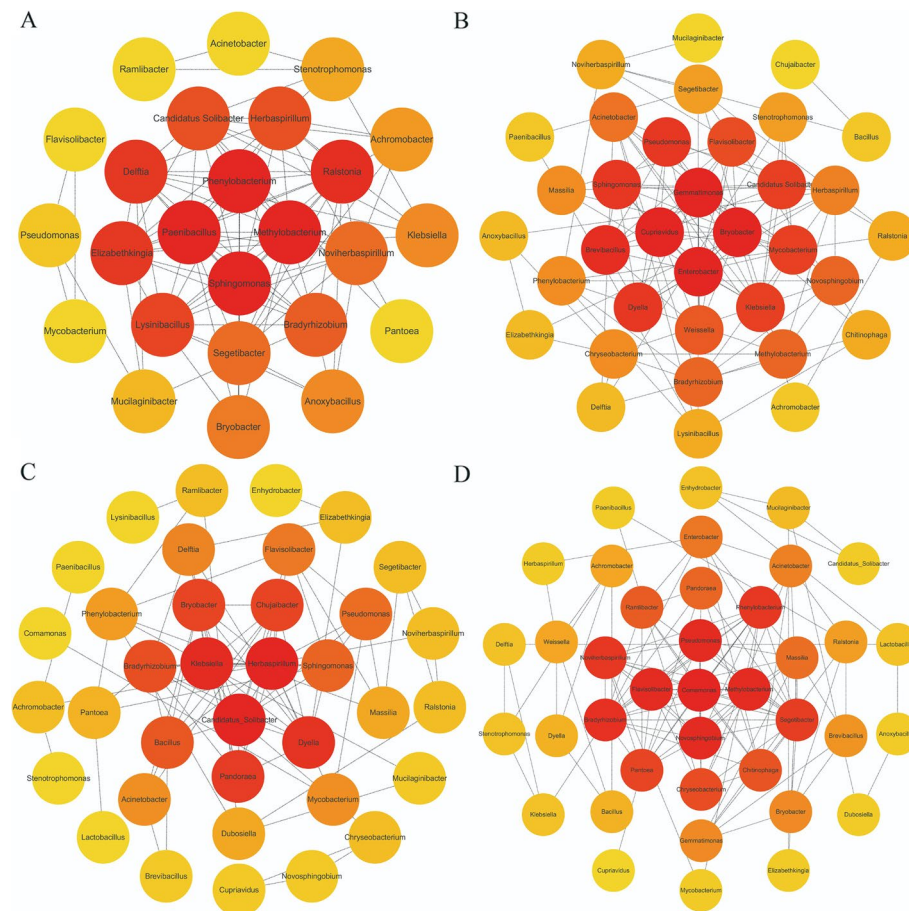 A
Acinetobacter
Ramlibacter
Stenotrophomonas
Candidatus Solibacter
Herbaspirillum
Flavisolibacter
Achromobacter
Delftia
Phenylobacterium
Ralstonia
Pseudomonas
Paenibacillus
Methylobacterium
Klebsiella
Elizabethkingia
Noviherbaspirillum
Sphingomonas
Mycobacterium
Lysinibacillus
Bradyrhizobium
Pantoea
Segetibacter
Mucilaginibacter
Anoxybacillus
Bryobacter
B
Mucilaginibacter
Noviherbaspirillum
Chujaibacter
Segetibacter
Acinetobacter
Stenotrophomonas
Paenibacillus
Bacillus
Pseudomonas
Flavisolibacter
Massilia
Sphingomonas
Gemmatimonas
Candidatus Solibacter
Herbaspirillum
Anoxybacillus
Cupriavidus
Bryobacter
Ralstonia
Brevibacillus
Mycobacterium
Enterobacter
Phenylobacterium
Novosphingobium
Dyella
Klebsiella
Elizabethkingia
Weissella
Chitinophaga
Chryseobacterium
Methylobacterium
Bradyrhizobium
Delftia
Achromobacter
Lysinibacillus
C
Ramlibacter
Enhydrobacter
Lysinibacillus
Elizabethkingia
Delftia
Flavisolibacter
Paenibacillus
Segetibacter
Phenylobacterium
Bryobacter
Chujaibacter
Pseudomonas
Comamonas
Noviherbaspirillum
Bradyrhizobium
Klebsiella
Herbaspirillum
Sphingomonas
Achromobacter
Pantoea
Massilia
Ralstonia
Candidatus_Solibacter
Bacillus
Dyella
Stenotrophomonas
Pandoraea
Mucilaginibacter
Acinetobacter
Mycobacterium
Lactobacillus
Dubosiella
Chryseobacterium
Brevibacillus
Cupriavidus
Novosphingobium
D
Enhydrobacter
Paenibacillus
Mucilaginibacter
Enterobacter
Herbaspirillum
Achromobacter
Acinetobacter
Candidatus_Solibacter
Pandoraea
Ramlibacter
Phenylobacterium
Delftia
Weissella
Pseudomonas
Ralstonia
Noviherbaspirillum
Massilia
Flavisolibacter
Methylobacterium
Bradyrhizobium
Segetibacter
Stenotrophomonas
Dyella
Novosphingobium
Brevibacillus
Pantoea
Chitinophaga
Chryseobacterium
Klebsiella
Bacillus
Bryobacter
Dubosiella
Gemmatimonas
Cupriavidus
Elizabethkingia
Mycobacterium